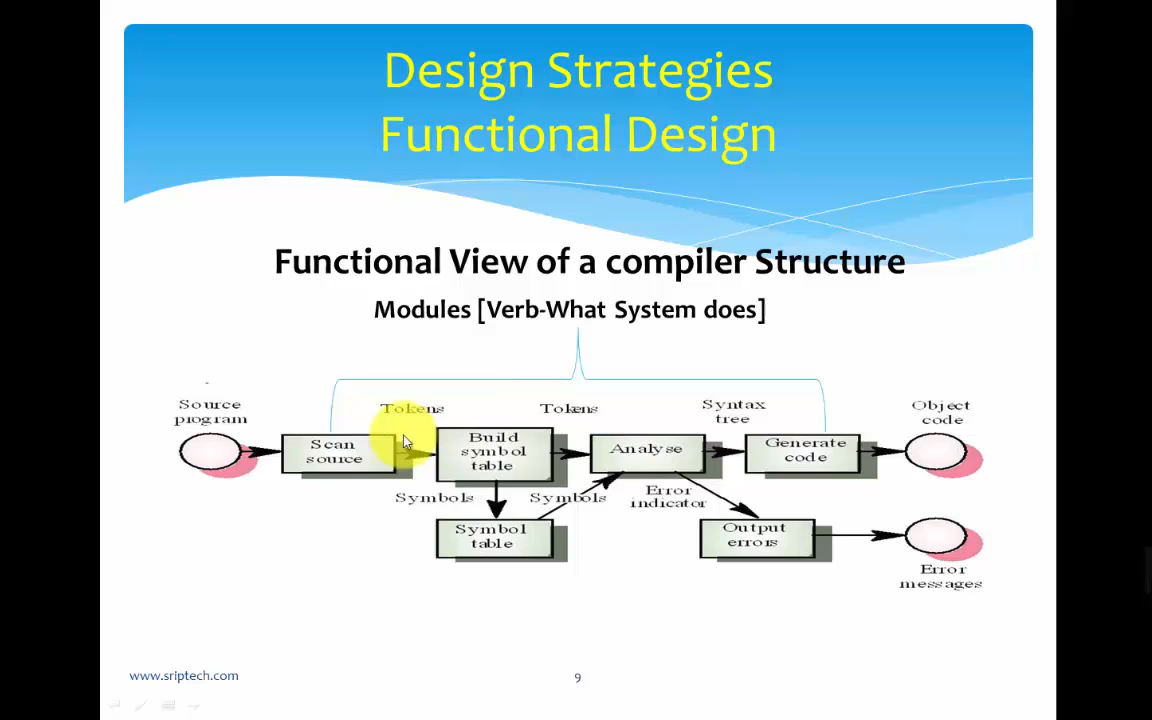 Design Strategies
Functional Design
Functional View of a compiler Structure
Modules [Verb-What System does]
Source
program
Tokens
Tokens
Syntax
tree
Object
code
Scan
source
Build
symbol
table
Analyse
Generate
code
Symbols
Symbols
Error
indicator
Symbol
table
Output
errors
Error
messages
www.sriptech.com
9